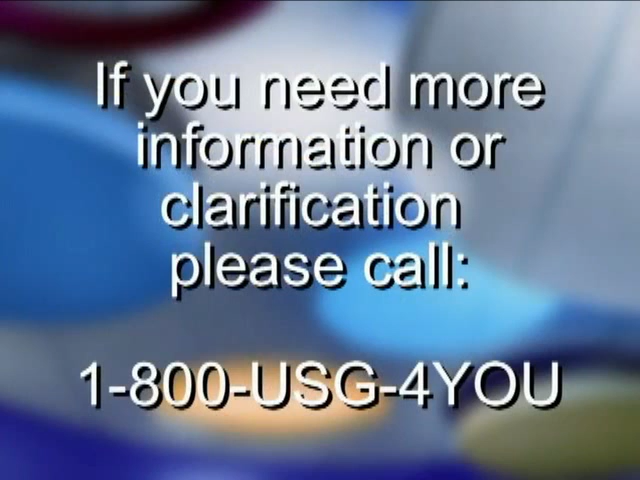 If you need more
information or
clarification
please call:
1-800-USG-4YOU